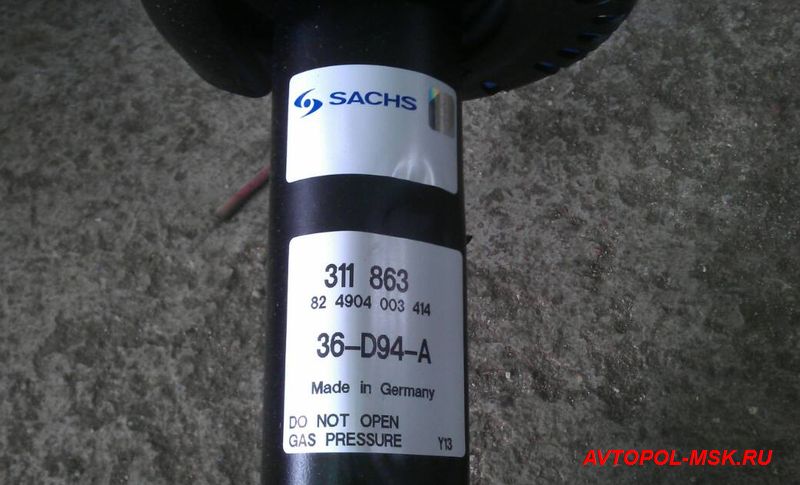 SACHS
311 863
82 4904 003 414
36-D94-A
Made in Germany
DO NOT OPEN
GAS PRESSURE Y13
AVTOPOL-MSK.RU